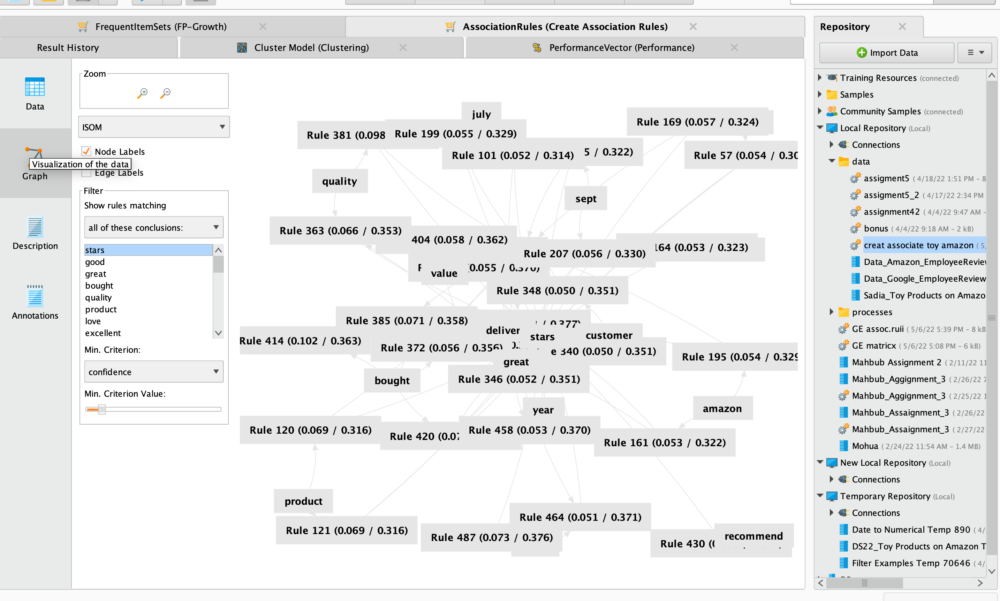 FrequentItemSets (FP-Growth)
AssociationRules (Create Association Rules)
Result History
Cluster Model (Clustering)
PerformanceVector (Performance)
Data
Graph
Visualization of the data
Description
Annotations
Zoom
ISOM
Node Labels
Edge Labels
Filter
Show rules matching
all of these conclusions:
stars
good
great
bought
quality
product
love
excellent
Min. Criterion:
confidence
Min. Criterion Value:
july
Rule 381 (0.098
Rule 199 (0.055 / 0.329)
Rule 169 (0.057 / 0.324)
Rule 101 (0.052 / 0.314)
5 / 0.322)
Rule 57 (0.054 / 0.30
quality
sept
Rule 363 (0.066 / 0.353)
404 (0.058 / 0.362)
Rule 207 (0.056 / 0.330)
164 (0.053 / 0.323)
value
(0.055 / 0.370)
Rule 348 (0.050 / 0.351)
Rule 385 (0.071 / 0.358)
/ 0.377)
deliver
stars
customer
Rule 414 (0.102 / 0.363)
Rule 372 (0.056 / 0.356)
e 340 (0.050 / 0.351)
Rule 195 (0.054 / 0.329
great
bought
Rule 346 (0.052 / 0.351)
year
amazon
Rule 120 (0.069 / 0.316)
Rule 420 (0.07
Rule 458 (0.053 / 0.370)
Rule 161 (0.053 / 0.322)
product
Rule 121 (0.069 / 0.316)
Rule 464 (0.051 / 0.371)
Rule 487 (0.073 / 0.376)
Rule 430
recommend
Repository
Import Data
Training Resources (connected)
Samples
Community Samples (connected)
Local Repository (Local)
Connections
data
assigment5 ( 4/18/22 1:51 PM – 8
assigment5_2 ( 4/17/22 2:34 PM
assignment42 ( 4/4/22 9:47 AM –
bonus ( 4/4/22 9:18 AM – 2 kB)
creat associate toy amazon ( 5/
Data_Amazon_EmployeeReview
Data_Google_EmployeeReview
Sadia_Toy Products on Amazo
processes
GE assoc.ruii ( 5/6/22 5:39 PM – 8 kB
GE matricx ( 5/6/22 5:08 PM – 6 kB)
Mahbub Assignment 2 ( 2/11/22 11
Mahbub_Aggignment_3 ( 2/26/22 7
Mahbub_Aggignment_3 ( 2/25/22 1
Mahbub_Assaignment_3 ( 2/26/22
Mahbub_Assaignment_3 ( 2/27/22
Mohua ( 2/24/22 11:54 AM – 1.4 MB)
New Local Repository (Local)
Connections
Temporary Repository (Local)
Connections
Date to Numerical Temp 890 ( 4/
DS22_Toy Products on Amazon T
Filter Examples Temp 70646 ( 4/